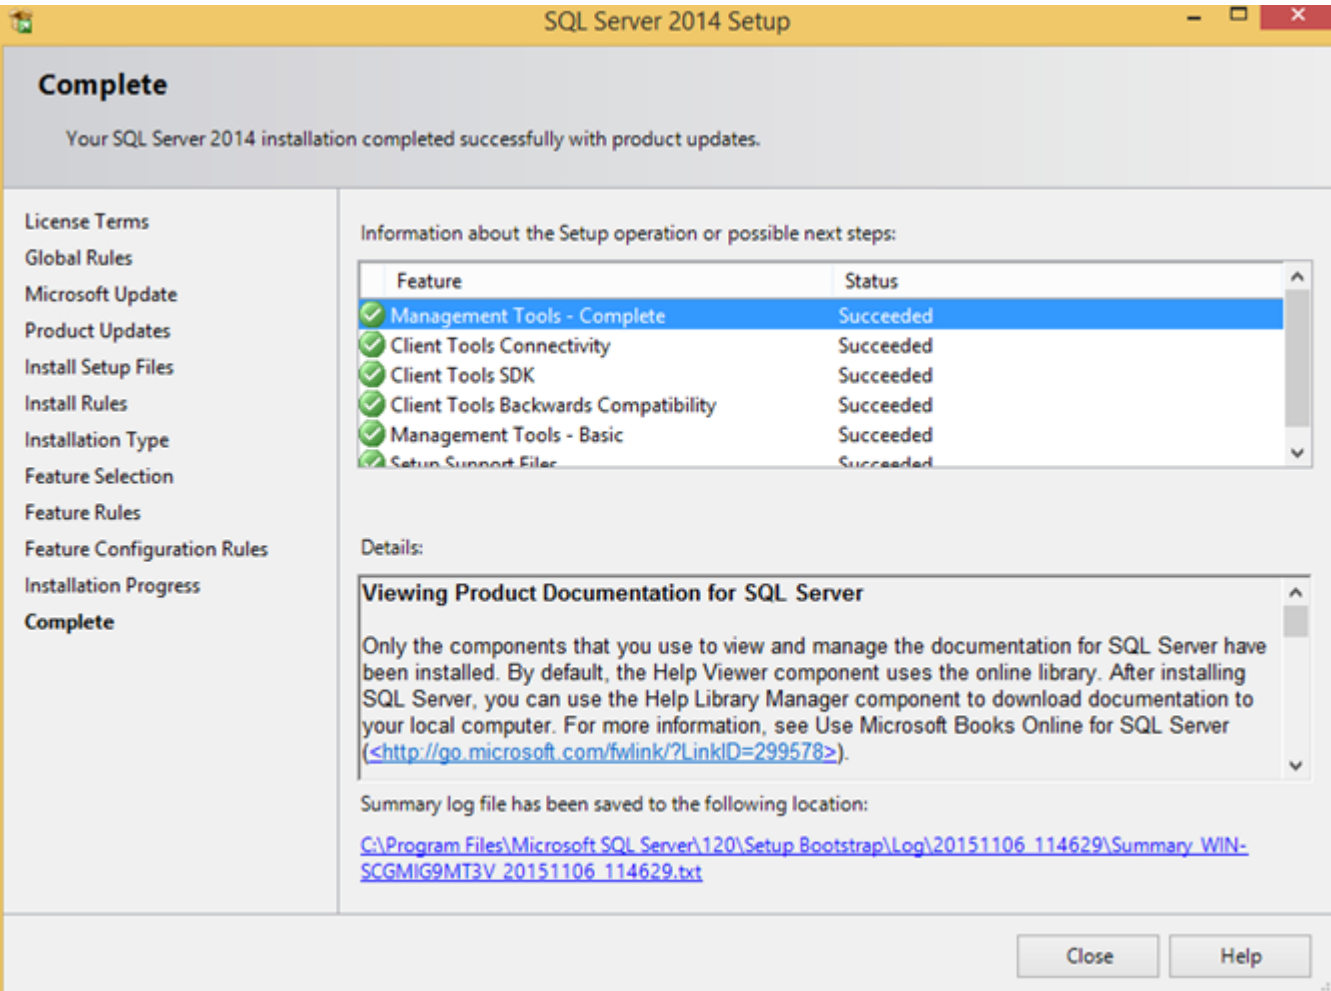 SQL Server 2014 Setup
Complete
Your SQL Server 2014 installation completed successfully with product updates.
License Terms
Global Rules
Microsoft Update
Product Updates
Install Setup Files
Install Rules
Installation Type
Feature Selection
Feature Rules
Feature Configuration Rules
Installation Progress
Complete
Information about the Setup operation or possible next steps:
Feature Status
Management Tools - Complete Succeeded
Client Tools Connectivity Succeeded
Client Tools SDK Succeeded
Client Tools Backwards Compatibility Succeeded
Management Tools - Basic Succeeded
Setup Support Files Succeeded
Details:
Viewing Product Documentation for SQL Server
Only the components that you use to view and manage the documentation for SQL Server have
been installed. By default, the Help Viewer component uses the online library. After installing
SQL Server, you can use the Help Library Manager component to download documentation to
your local computer. For more information, see Use Microsoft Books Online for SQL Server
(<http://go.microsoft.com/fwlink/?LinkID=299578>).
Summary log file has been saved to the following location:
C:\Program Files\Microsoft SQL Server\120\Setup Bootstrap\Log\20151106_114629\Summary_WIN-
SCGMIG9MT3V_20151106_114629.txt
Close Help